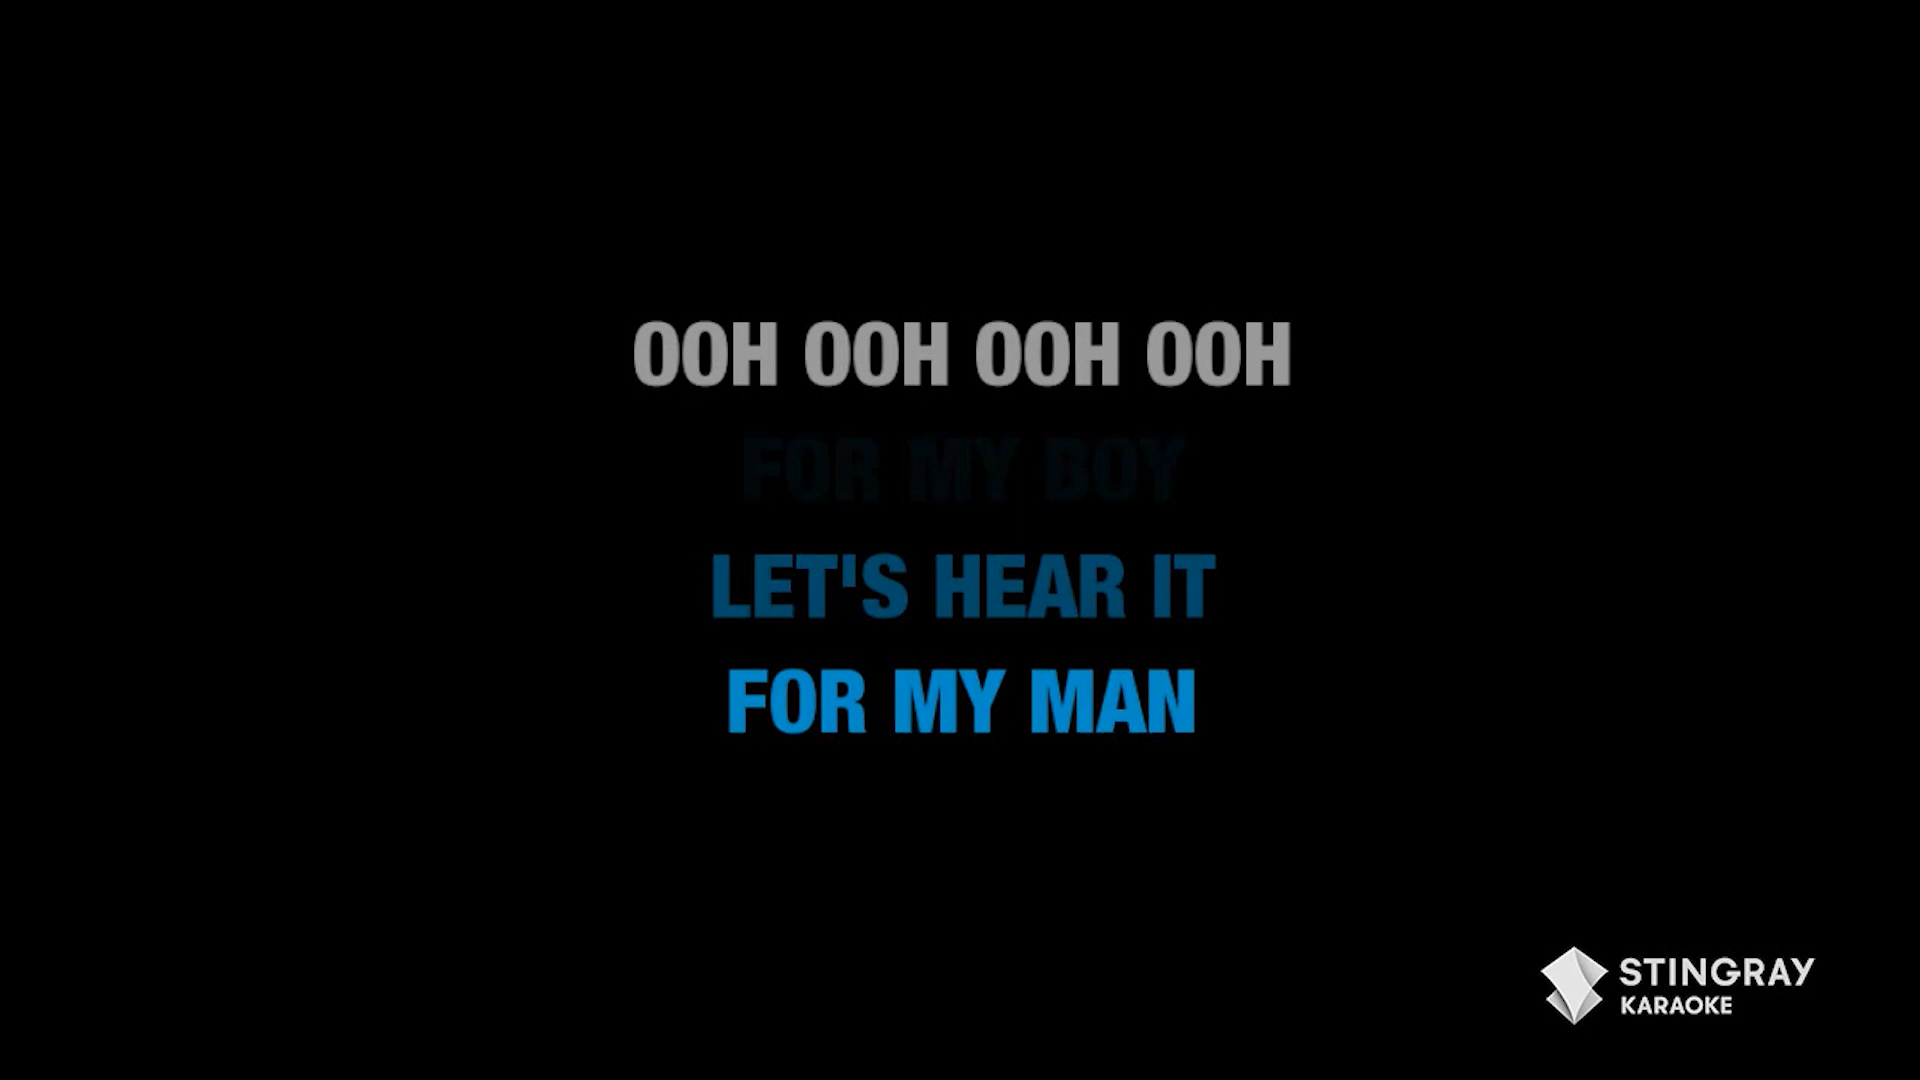 OOH OOH OOH OOH
FOR MY BOY
LET'S HEAR IT
FOR MY MAN
STINGRAY
KARAOKE